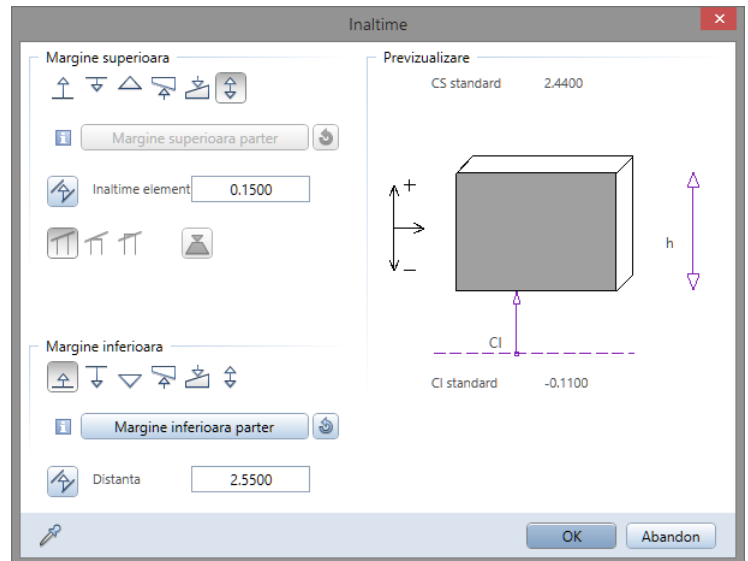 Inaltime
Margine superioara
Margine superioara parter
Inaltime element 0.1500
Margine inferioara
Margine inferioara parter
Distanta 2.5500
Previzualizare
CS standard 2.4400
+
h
–
CI
CI standard -0.1100
OK Abandon